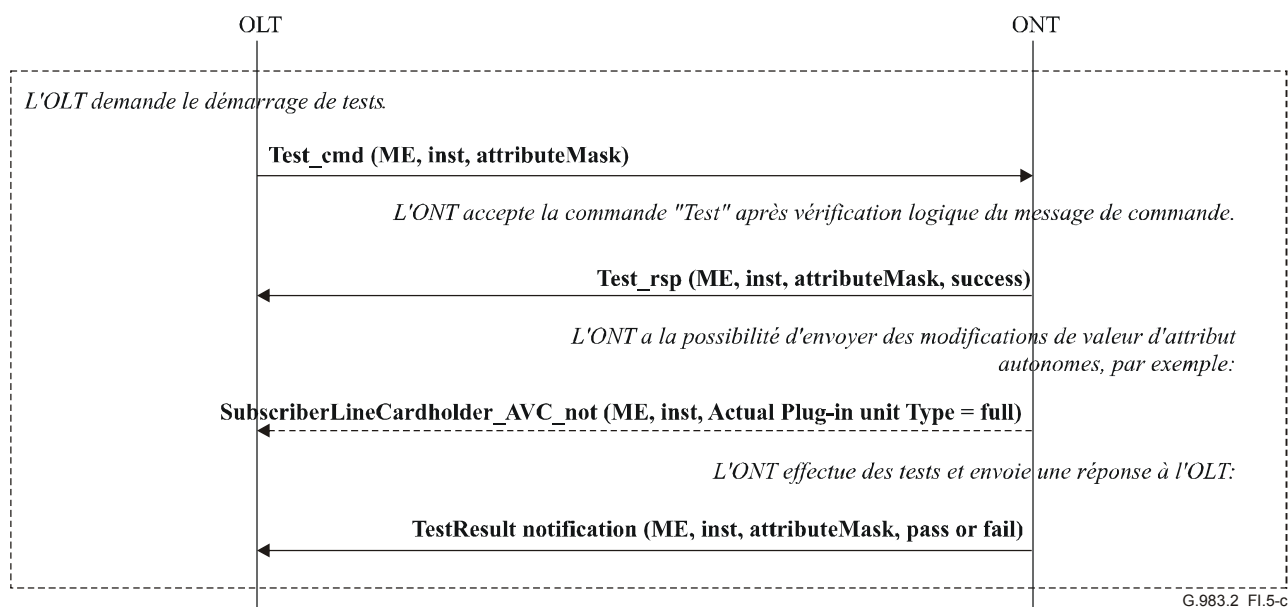 OLT
ONT
L'OLT demande le démarrage de tests.
Test_cmd (ME, inst, attributeMask)
L'ONT accepte la commande "Test" après vérification logique du message de commande.
Test_rsp (ME, inst, attributeMask, success)
L'ONT a la possibilité d'envoyer des modifications de valeur d'attribut
autonomes, par exemple:
SubscriberLineCardholder_AVC_not (ME, inst, Actual Plug-in unit Type = full)
L'ONT effectue des tests et envoie une réponse à l'OLT:
TestResult notification (ME, inst, attributeMask, pass or fail)
G.983.2_FI.5-c